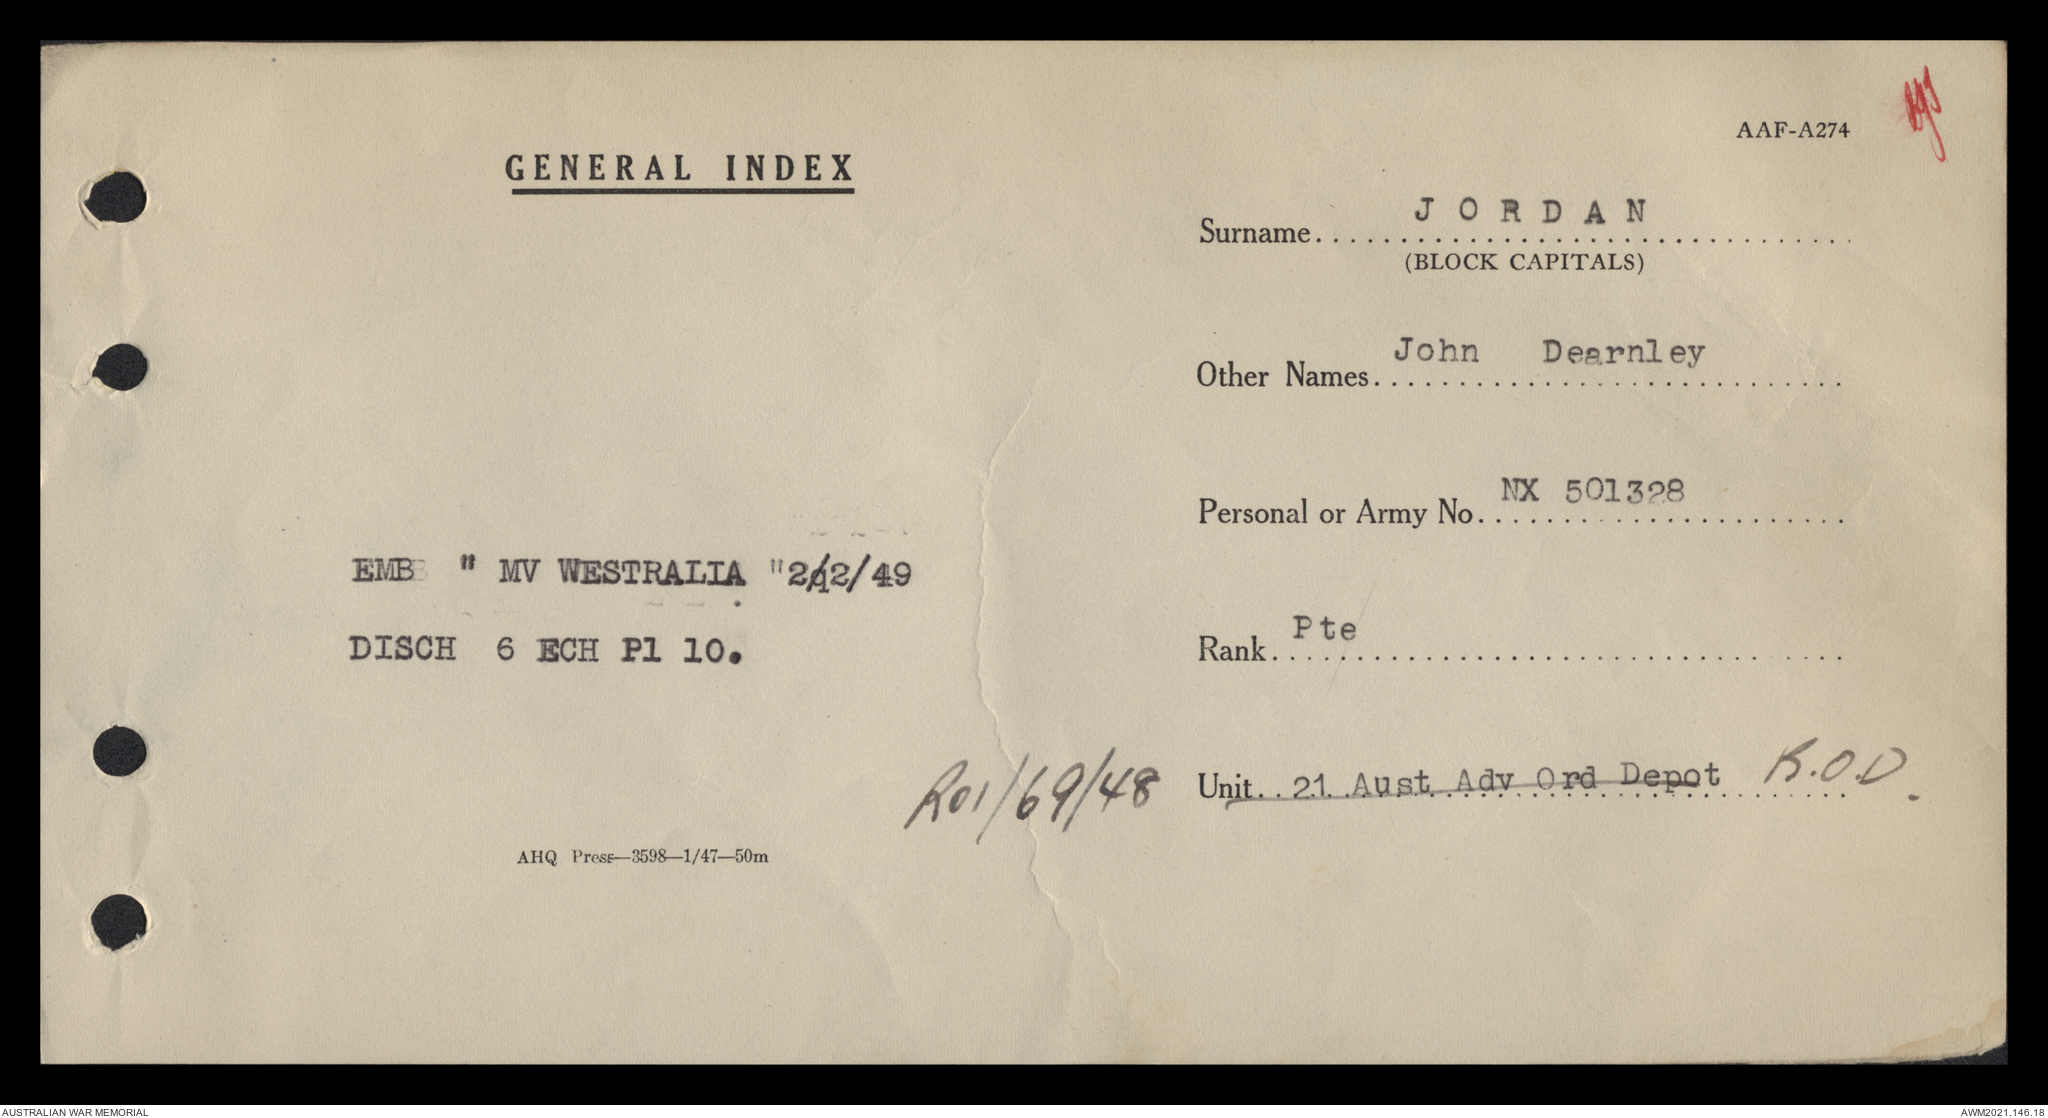 AAF-A274
GENERAL INDEX
Surname JORDAN
(BLOCK CAPITALS)
Other Names John Dearnley
Personal or Army No. NX 501328
EMB " MV WESTRALIA "2/2/49
Rank Pte
DISCH 6 ECH Pl 10.
Unit 21 Aust Adv Ord Depot R.O.D.
R01/69/48
AHQ Press—3598—1/47—50m
AUSTRALIAN WAR MEMORIAL
AWM2021.146.18